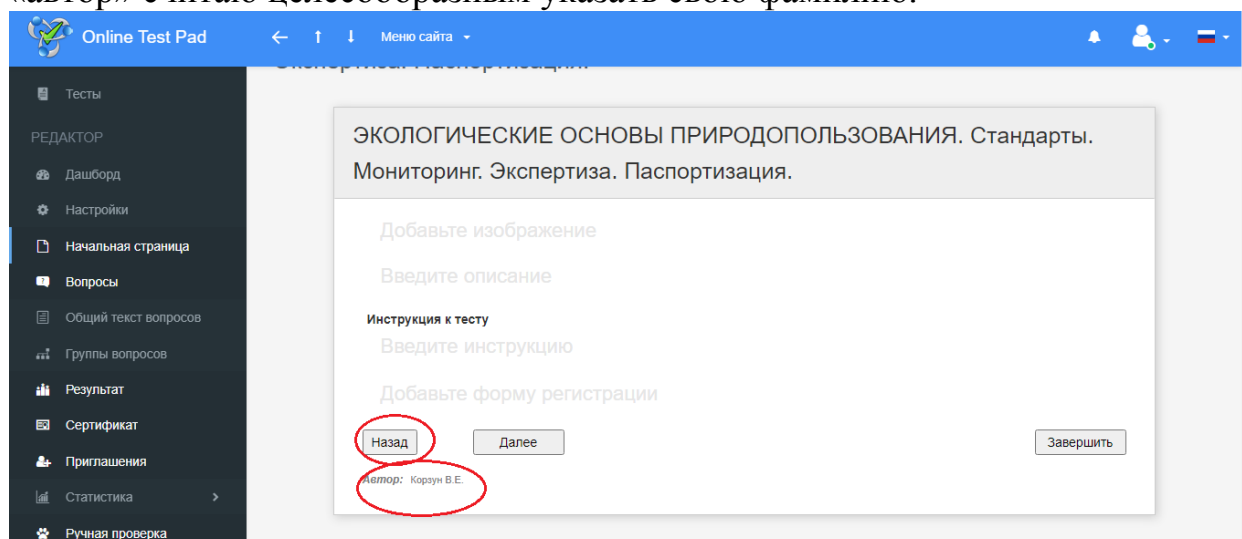 «автор» считаю целесообразным указать свою фамилию.
Online Test Pad
Меню сайта
Экспертиза. Паспортизация.
Тесты
РЕДАКТОР
Дашборд
Настройки
Начальная страница
Вопросы
Общий текст вопросов
Группы вопросов
Результат
Сертификат
Приглашения
Статистика
Ручная проверка
ЭКОЛОГИЧЕСКИЕ ОСНОВЫ ПРИРОДОПОЛЬЗОВАНИЯ. Стандарты.
Мониторинг. Экспертиза. Паспортизация.
Добавьте изображение
Введите описание
Инструкция к тесту
Введите инструкцию
Добавьте форму регистрации
Назад Далее Завершить
Автор: Корзун В.Е.